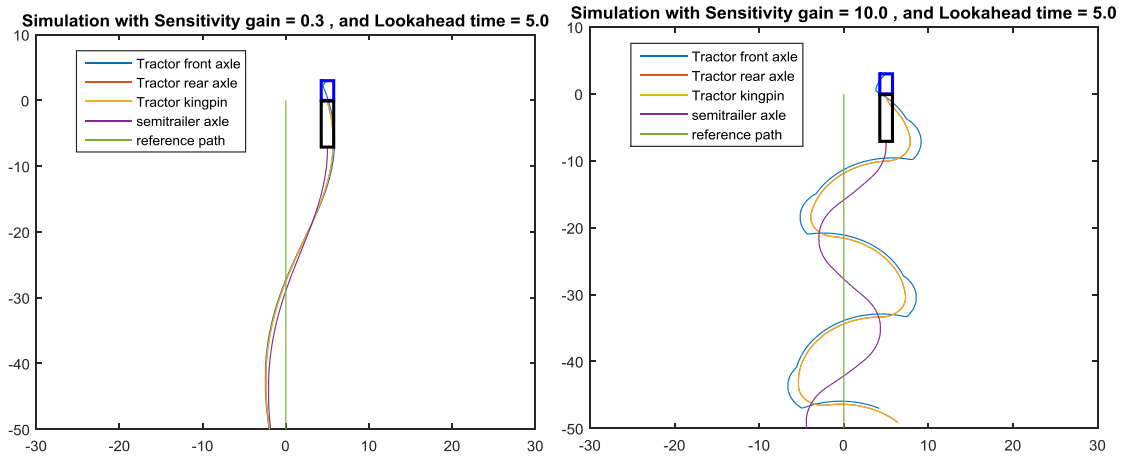 Simulation with Sensitivity gain = 0.3 , and Lookahead time = 5.0
10
0
-10
-20
-30
-40
-50
-30
-20
-10
0
10
20
30
Tractor front axle
Tractor rear axle
Tractor kingpin
semitrailer axle
reference path
Simulation with Sensitivity gain = 10.0 , and Lookahead time = 5.0
10
0
-10
-20
-30
-40
-50
-30
-20
-10
0
10
20
30
Tractor front axle
Tractor rear axle
Tractor kingpin
semitrailer axle
reference path